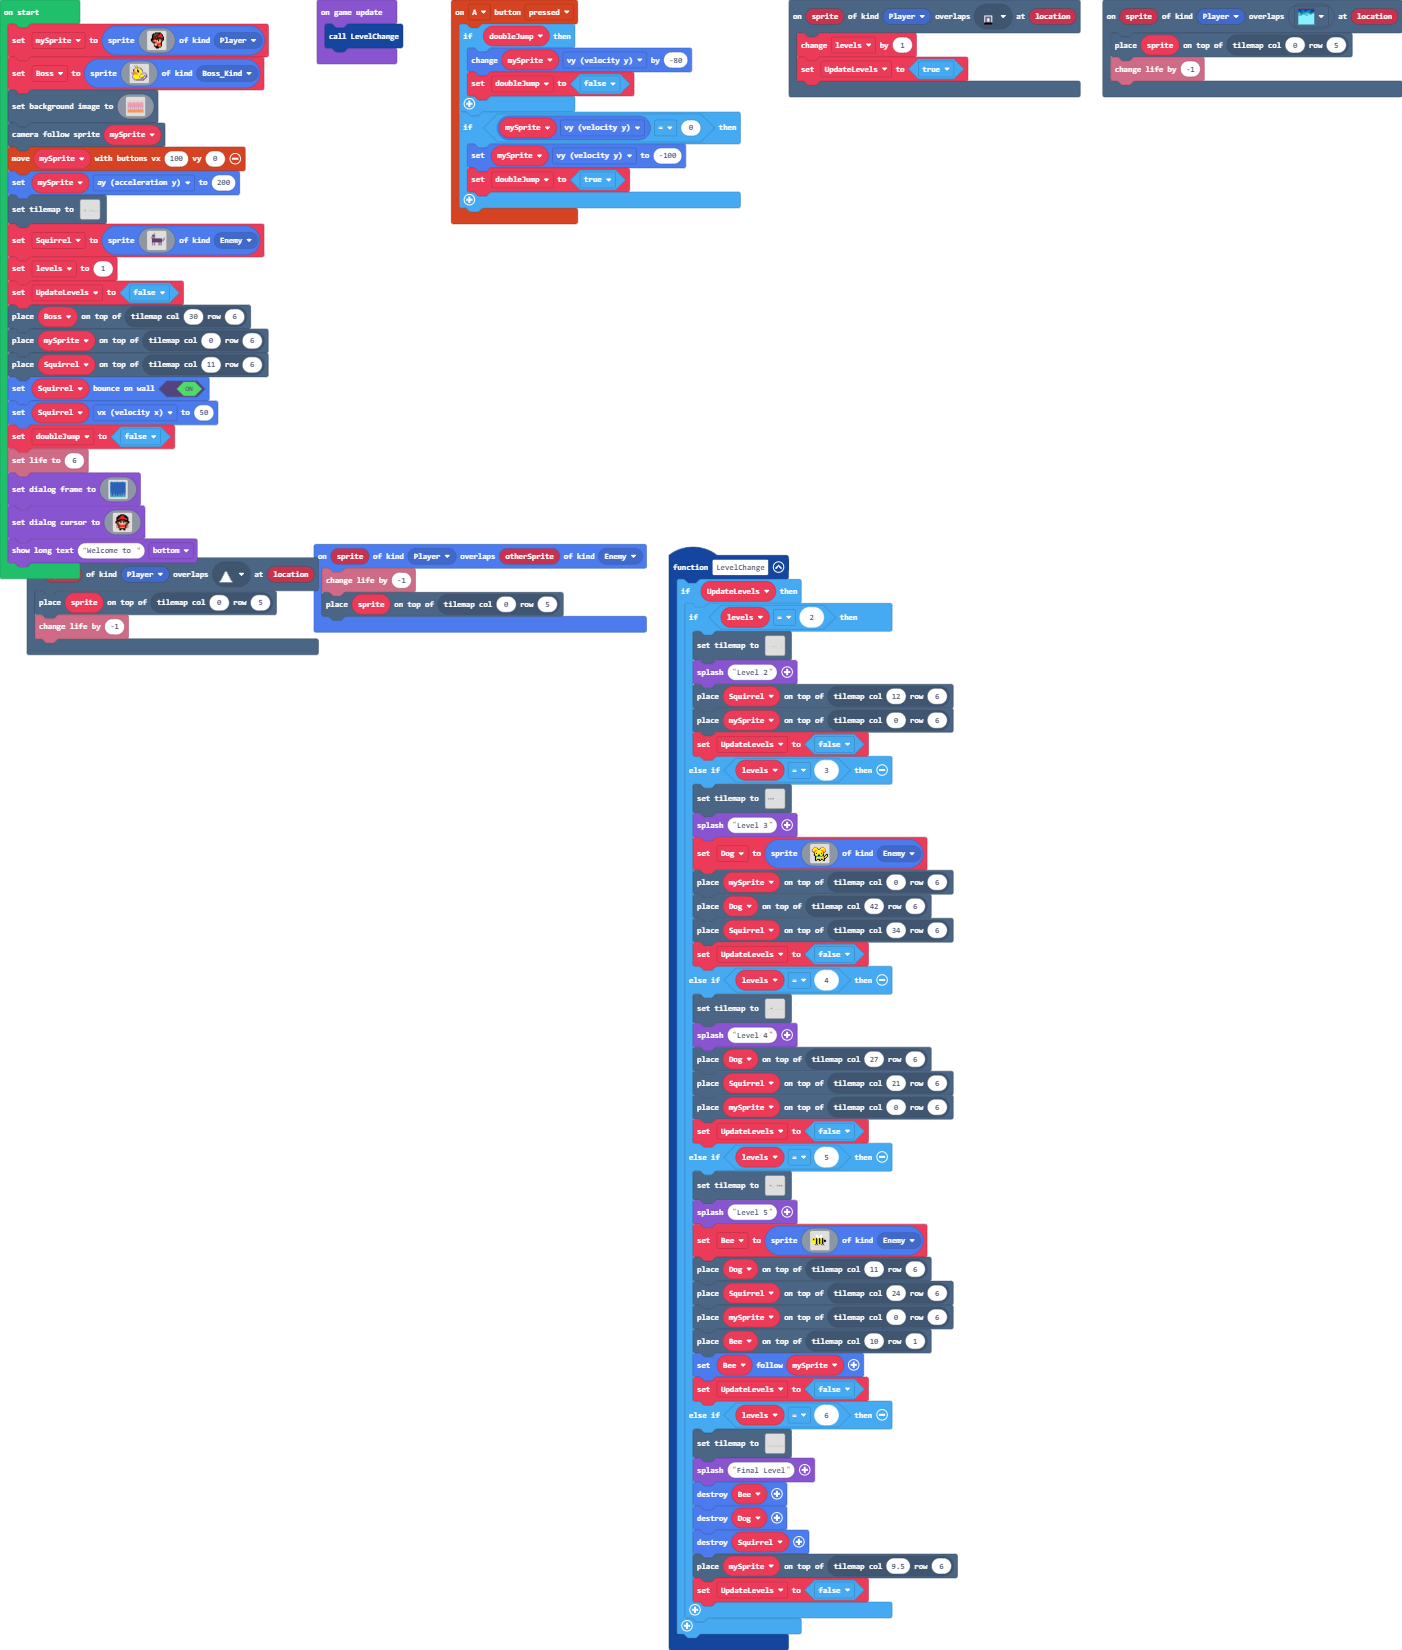 on start
set mySprite to sprite of kind Player
set Boss to sprite of kind Boss_Kind
set background image to
camera follow sprite mySprite
move mySprite with buttons vx 100 vy 0
set mySprite ay (acceleration y) to 200
set tilemap to
set Squirrel to sprite of kind Enemy
set levels to 1
set UpdateLevels to false
place Boss on top of tilemap col 30 row 6
place mySprite on top of tilemap col 0 row 6
place Squirrel on top of tilemap col 11 row 6
set Squirrel bounce on wall ON
set Squirrel vx (velocity x) to 50
set doubleJump to false
set life to 6
set dialog frame to
set dialog cursor to
show long text "Welcome to " bottom
of kind Player overlaps at location
place sprite on top of tilemap col 0 row 5
change life by -1
on game update
call LevelChange
on A button pressed
if doubleJump then
change mySprite vy (velocity y) by -80
set doubleJump to false
if mySprite vy (velocity y) = 0 then
set mySprite vy (velocity y) to -100
set doubleJump to true
on sprite of kind Player overlaps at location
change levels by 1
set UpdateLevels to true
on sprite of kind Player overlaps at location
place sprite on top of tilemap col 0 row 5
change life by -1
on sprite of kind Player overlaps otherSprite of kind Enemy
change life by -1
place sprite on top of tilemap col 0 row 5
function LevelChange
if UpdateLevels then
if levels = 2 then
set tilemap to
splash "Level 2"
place Squirrel on top of tilemap col 12 row 6
place mySprite on top of tilemap col 0 row 6
set UpdateLevels to false
else if levels = 3 then
set tilemap to
splash "Level 3"
set Dog to sprite of kind Enemy
place mySprite on top of tilemap col 0 row 6
place Dog on top of tilemap col 42 row 6
place Squirrel on top of tilemap col 34 row 6
set UpdateLevels to false
else if levels = 4 then
set tilemap to
splash "Level 4"
place Dog on top of tilemap col 27 row 6
place Squirrel on top of tilemap col 21 row 6
place mySprite on top of tilemap col 0 row 6
set UpdateLevels to false
else if levels = 5 then
set tilemap to
splash "Level 5"
set Bee to sprite of kind Enemy
place Dog on top of tilemap col 11 row 6
place Squirrel on top of tilemap col 24 row 6
place mySprite on top of tilemap col 0 row 6
place Bee on top of tilemap col 10 row 1
set Bee follow mySprite
set UpdateLevels to false
else if levels = 6 then
set tilemap to
splash "Final Level"
destroy Bee
destroy Dog
destroy Squirrel
place mySprite on top of tilemap col 9.5 row 6
set UpdateLevels to false